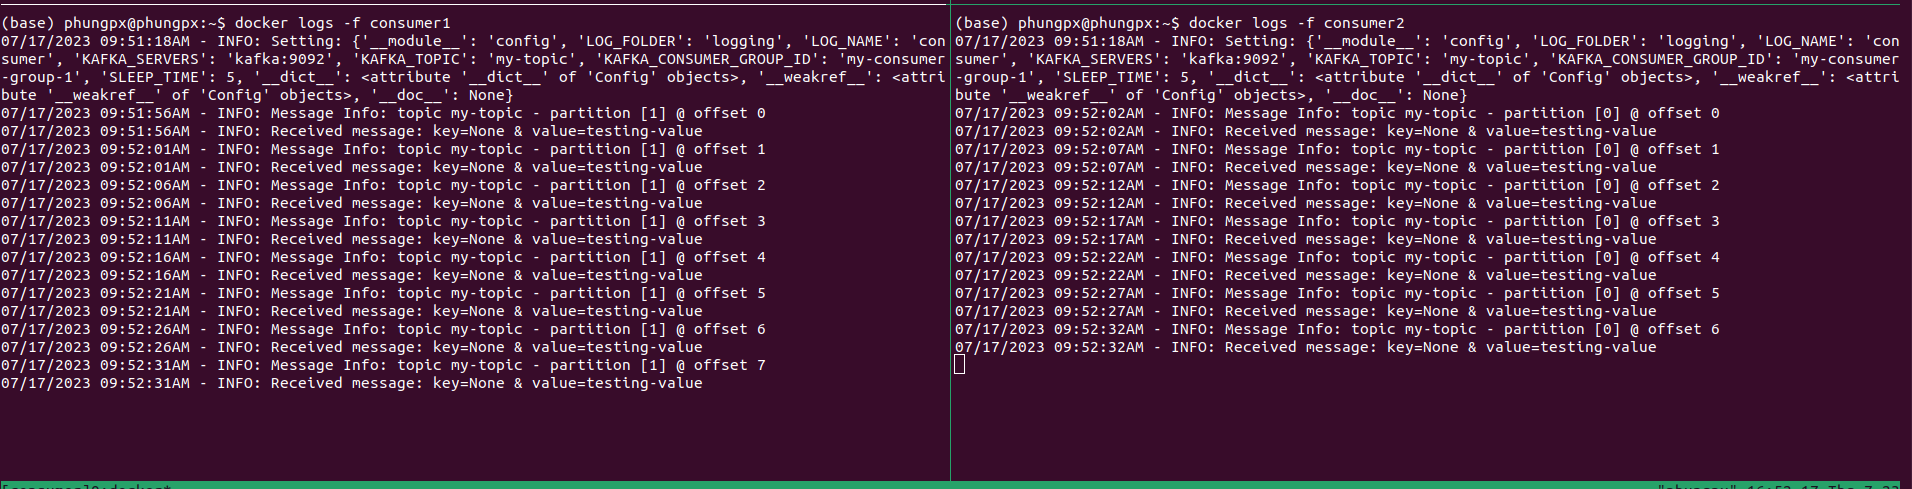 (base) phungpx@phungpx:~$ docker logs -f consumer1
07/17/2023 09:51:18AM - INFO: Setting: {'__module__': 'config', 'LOG_FOLDER': 'logging', 'LOG_NAME': 'con
sumer', 'KAFKA_SERVERS': 'kafka:9092', 'KAFKA_TOPIC': 'my-topic', 'KAFKA_CONSUMER_GROUP_ID': 'my-consumer
-group-1', 'SLEEP_TIME': 5, '__dict__': <attribute '__dict__' of 'Config' objects>, '__weakref__': <attri
bute '__weakref__' of 'Config' objects>, '__doc__': None}
07/17/2023 09:51:56AM - INFO: Message Info: topic my-topic - partition [1] @ offset 0
07/17/2023 09:51:56AM - INFO: Received message: key=None & value=testing-value
07/17/2023 09:52:01AM - INFO: Message Info: topic my-topic - partition [1] @ offset 1
07/17/2023 09:52:01AM - INFO: Received message: key=None & value=testing-value
07/17/2023 09:52:06AM - INFO: Message Info: topic my-topic - partition [1] @ offset 2
07/17/2023 09:52:06AM - INFO: Received message: key=None & value=testing-value
07/17/2023 09:52:11AM - INFO: Message Info: topic my-topic - partition [1] @ offset 3
07/17/2023 09:52:11AM - INFO: Received message: key=None & value=testing-value
07/17/2023 09:52:16AM - INFO: Message Info: topic my-topic - partition [1] @ offset 4
07/17/2023 09:52:16AM - INFO: Received message: key=None & value=testing-value
07/17/2023 09:52:21AM - INFO: Message Info: topic my-topic - partition [1] @ offset 5
07/17/2023 09:52:21AM - INFO: Received message: key=None & value=testing-value
07/17/2023 09:52:26AM - INFO: Message Info: topic my-topic - partition [1] @ offset 6
07/17/2023 09:52:26AM - INFO: Received message: key=None & value=testing-value
07/17/2023 09:52:31AM - INFO: Message Info: topic my-topic - partition [1] @ offset 7
07/17/2023 09:52:31AM - INFO: Received message: key=None & value=testing-value
(base) phungpx@phungpx:~$ docker logs -f consumer2
07/17/2023 09:51:18AM - INFO: Setting: {'__module__': 'config', 'LOG_FOLDER': 'logging', 'LOG_NAME': 'con
sumer', 'KAFKA_SERVERS': 'kafka:9092', 'KAFKA_TOPIC': 'my-topic', 'KAFKA_CONSUMER_GROUP_ID': 'my-consumer
-group-1', 'SLEEP_TIME': 5, '__dict__': <attribute '__dict__' of 'Config' objects>, '__weakref__': <attri
bute '__weakref__' of 'Config' objects>, '__doc__': None}
07/17/2023 09:52:02AM - INFO: Message Info: topic my-topic - partition [0] @ offset 0
07/17/2023 09:52:02AM - INFO: Received message: key=None & value=testing-value
07/17/2023 09:52:07AM - INFO: Message Info: topic my-topic - partition [0] @ offset 1
07/17/2023 09:52:07AM - INFO: Received message: key=None & value=testing-value
07/17/2023 09:52:12AM - INFO: Message Info: topic my-topic - partition [0] @ offset 2
07/17/2023 09:52:12AM - INFO: Received message: key=None & value=testing-value
07/17/2023 09:52:17AM - INFO: Message Info: topic my-topic - partition [0] @ offset 3
07/17/2023 09:52:17AM - INFO: Received message: key=None & value=testing-value
07/17/2023 09:52:22AM - INFO: Message Info: topic my-topic - partition [0] @ offset 4
07/17/2023 09:52:22AM - INFO: Received message: key=None & value=testing-value
07/17/2023 09:52:27AM - INFO: Message Info: topic my-topic - partition [0] @ offset 5
07/17/2023 09:52:27AM - INFO: Received message: key=None & value=testing-value
07/17/2023 09:52:32AM - INFO: Message Info: topic my-topic - partition [0] @ offset 6
07/17/2023 09:52:32AM - INFO: Received message: key=None & value=testing-value